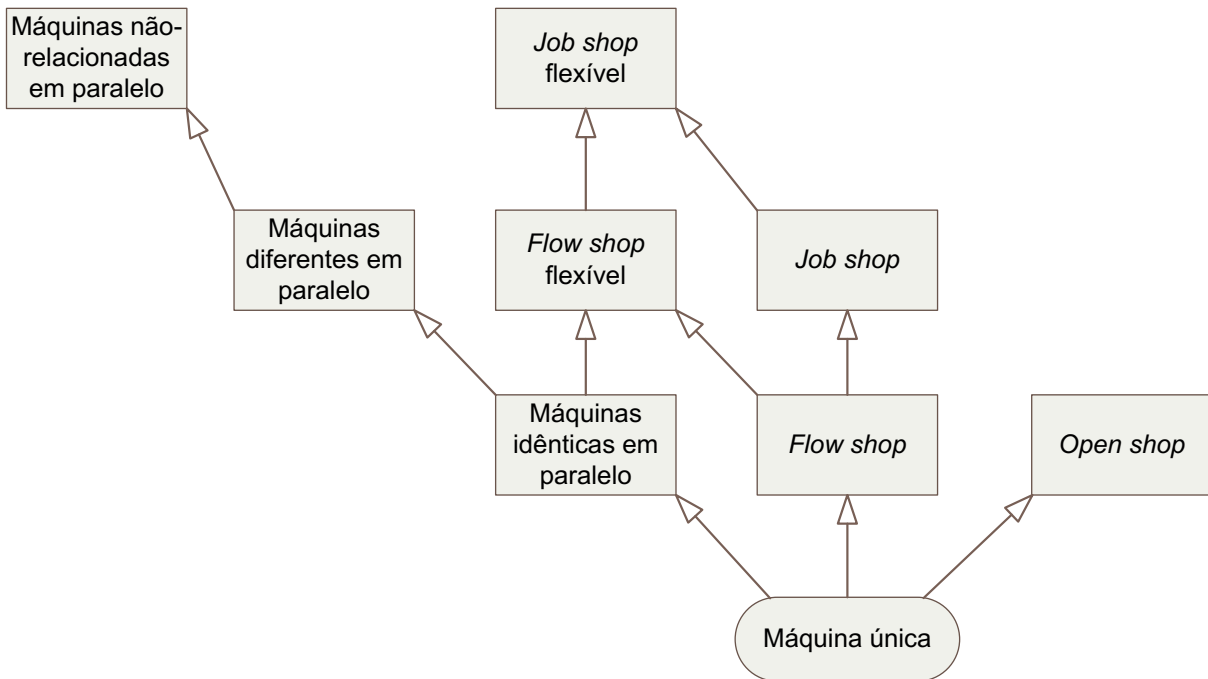 Máquinas não-
relacionadas
em paralelo
Job shop
flexível
Máquinas
diferentes em
paralelo
Flow shop
flexível
Job shop
Máquinas
idênticas em
paralelo
Flow shop
Open shop
Máquina única